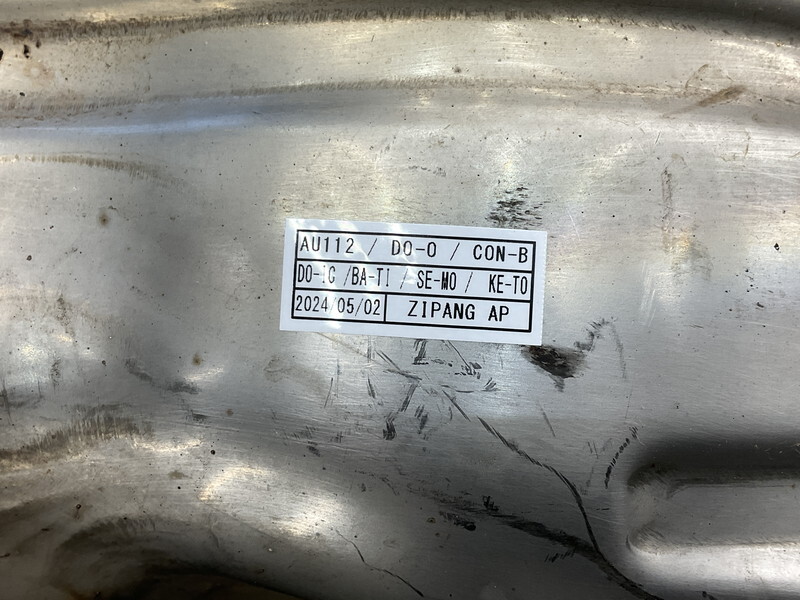 AU112 / DO-O / CON-B
DO-IC /BA-TI / SE-MO / KE-TO
2024/05/02 ZIPANG AP